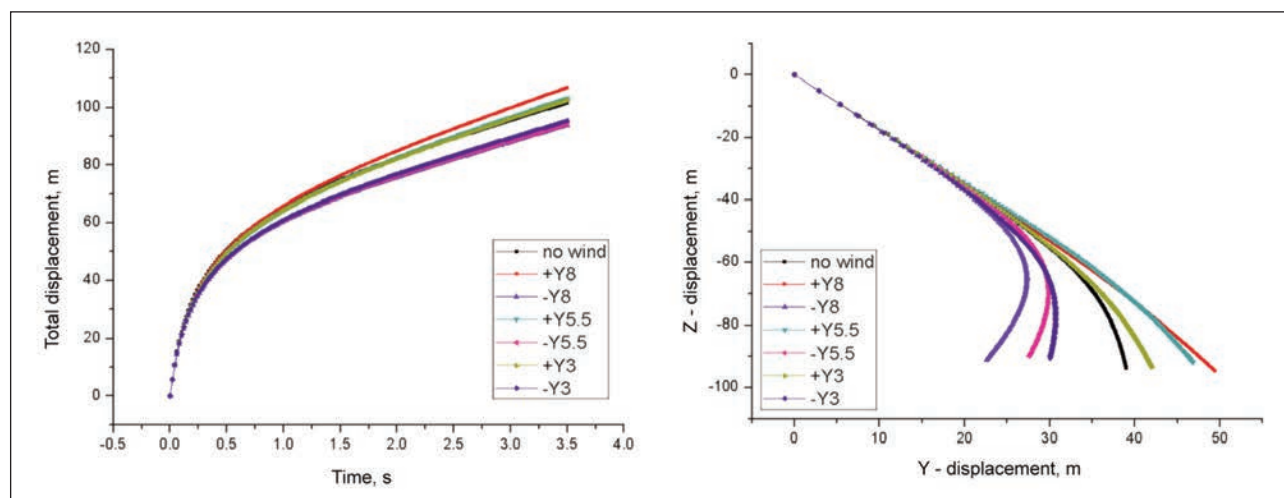 120
100
80
60
40
20
0
Total displacement, m
-0.5 0.0 0.5 1.0 1.5 2.0 2.5 3.0 3.5 4.0
Time, s
no wind
+Y8
-Y8
+Y5.5
-Y5.5
+Y3
-Y3
0
-20
-40
-60
-80
-100
Z - displacement, m
0 10 20 30 40 50
Y - displacement, m
no wind
+Y8
-Y8
+Y5.5
-Y5.5
+Y3
-Y3